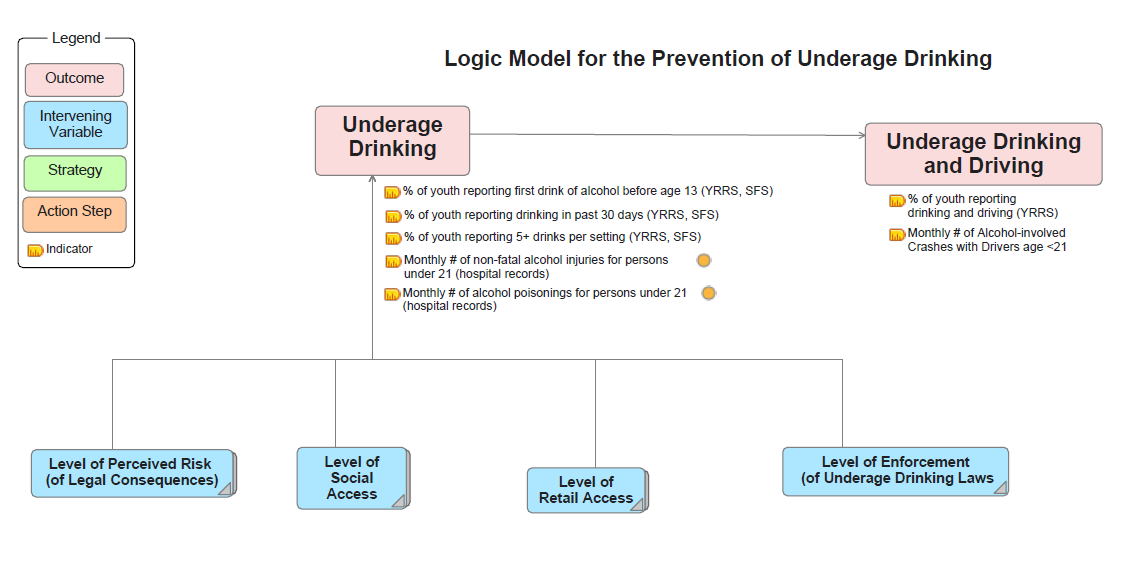 Legend
Outcome
Intervening
Variable
Strategy
Action Step
Indicator
Logic Model for the Prevention of Underage Drinking
Underage
Drinking
Underage Drinking
and Driving
% of youth reporting first drink of alcohol before age 13 (YRRS, SFS)
% of youth reporting drinking in past 30 days (YRRS, SFS)
% of youth reporting 5+ drinks per setting (YRRS, SFS)
Monthly # of non-fatal alcohol injuries for persons
under 21 (hospital records)
Monthly # of alcohol poisonings for persons under 21
(hospital records)
% of youth reporting
drinking and driving (YRRS)
Monthly # of Alcohol-involved
Crashes with Drivers age <21
Level of Perceived Risk
(of Legal Consequences)
Level of
Social
Access
Level of
Retail Access
Level of Enforcement
(of Underage Drinking Laws